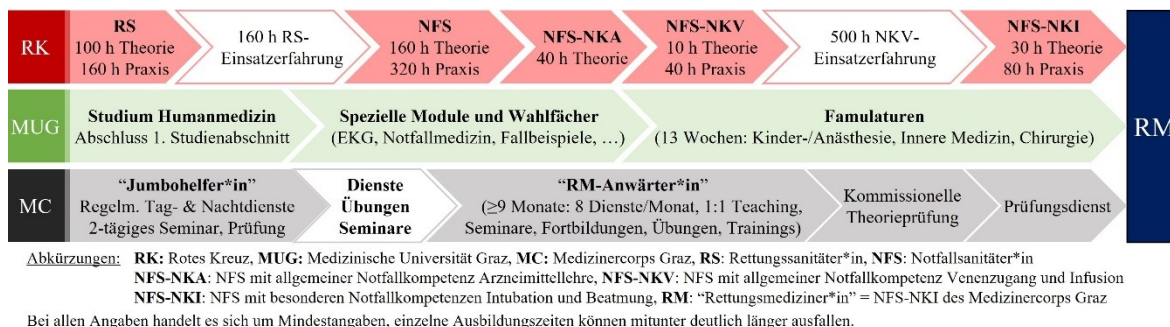 RK
RS
100 h Theorie
160 h Praxis
160 h RS-
Einsatzerfahrung
NFS
160 h Theorie
320 h Praxis
NFS-NKA
40 h Theorie
NFS-NKV
10 h Theorie
40 h Praxis
500 h NKV-
Einsatzerfahrung
NFS-NKI
30 h Theorie
80 h Praxis
MUG
Studium Humanmedizin
Abschluss 1. Studienabschnitt
Spezielle Module und Wahlfächer
(EKG, Notfallmedizin, Fallbeispiele, …)
Famulaturen
(13 Wochen: Kinder-/Anästhesie, Innere Medizin, Chirurgie)
RM
MC
“Jumbohelfer*in”
Regelm. Tag- & Nachtdienste
2-tägiges Seminar, Prüfung
Dienste
Übungen
Seminare
“RM-Anwärter*in”
(≥9 Monate: 8 Dienste/Monat, 1:1 Teaching,
Seminare, Fortbildungen, Übungen, Trainings)
Kommissionelle
Theorieprüfung
Prüfungsdienst
Abkürzungen: RK: Rotes Kreuz, MUG: Medizinische Universität Graz, MC: Medizinercorps Graz, RS: Rettungssanitäter*in, NFS: Notfallsanitäter*in
NFS-NKA: NFS mit allgemeiner Notfallkompetenz Arzneimittellehre, NFS-NKV: NFS mit allgemeiner Notfallkompetenz Venenzugang und Infusion
NFS-NKI: NFS mit besonderen Notfallkompetenzen Intubation und Beatmung, RM: “Rettungsmediziner*in” = NFS-NKI des Medizinercorps Graz
Bei allen Angaben handelt es sich um Mindestangaben, einzelne Ausbildungszeiten können mitunter deutlich länger ausfallen.